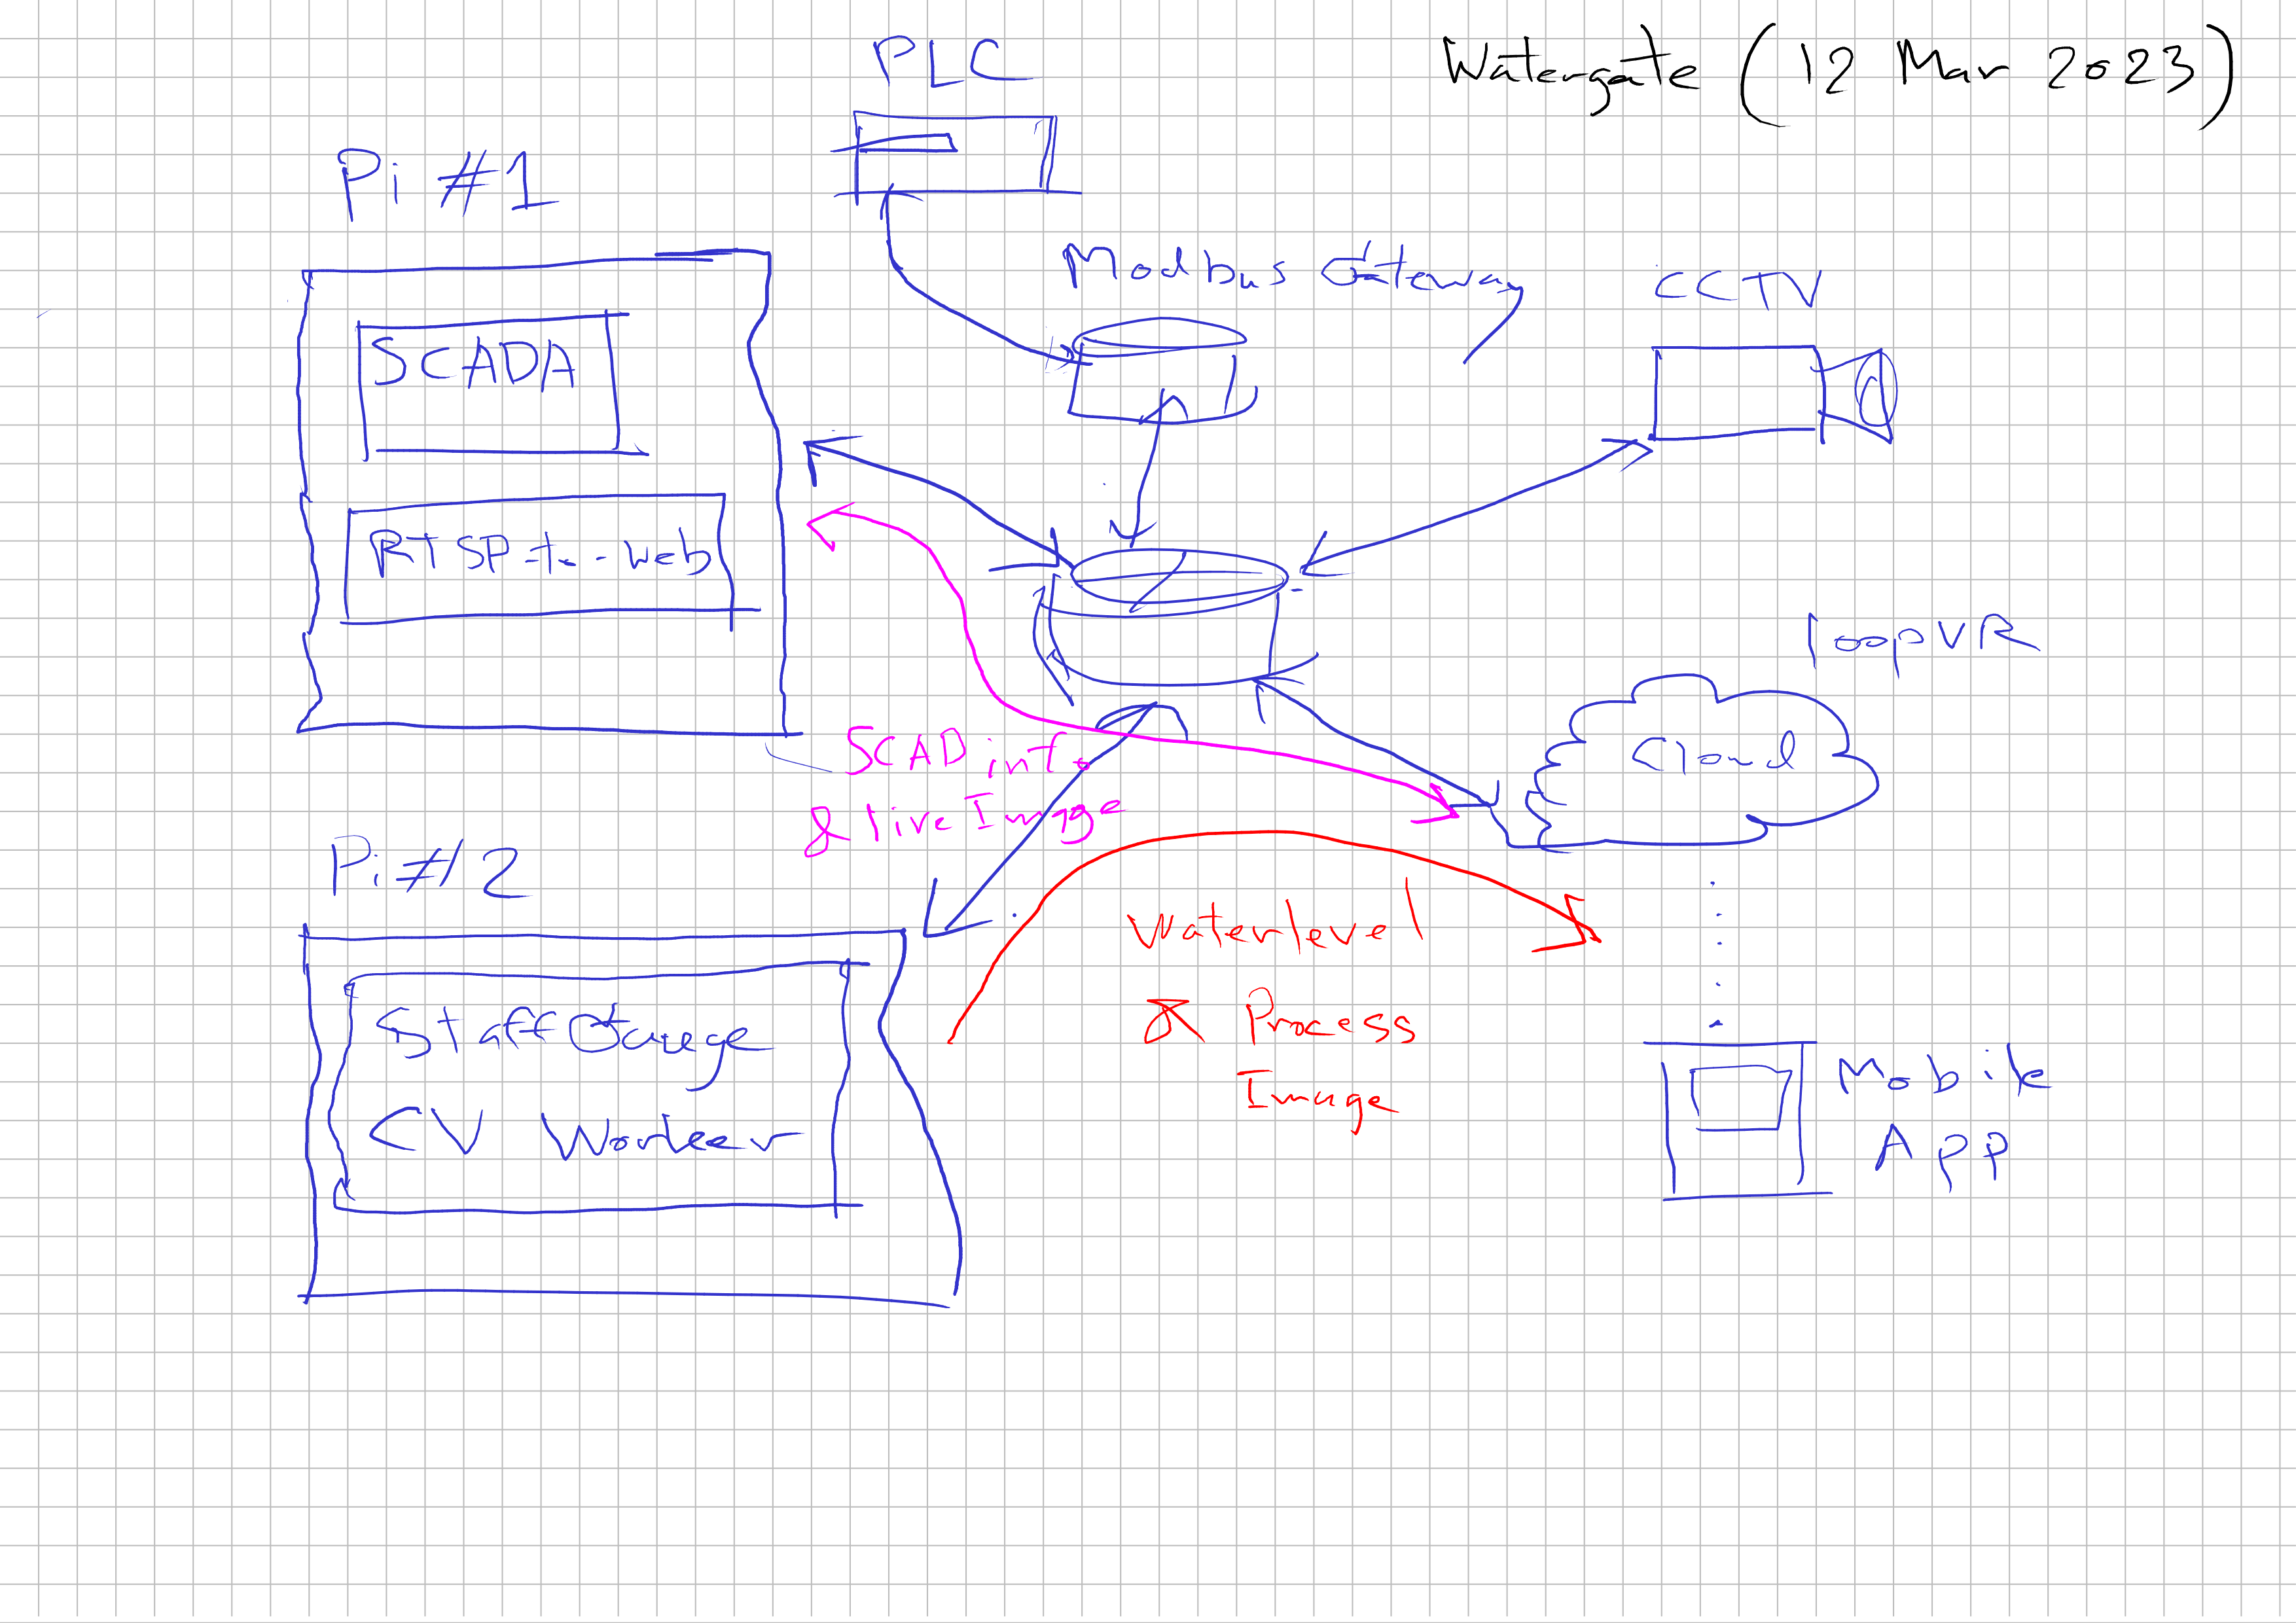 Watergate (12 Mar 2023)
PLC
Pi #1
Modbus Gateway
CCTV
SCADA
RTSP-to-web
loopVR
Cloud
SCAD info
& live Image
Pi #2
Waterlevel
& Process
Image
Staff Gauege
CV Worker
Mobile
App